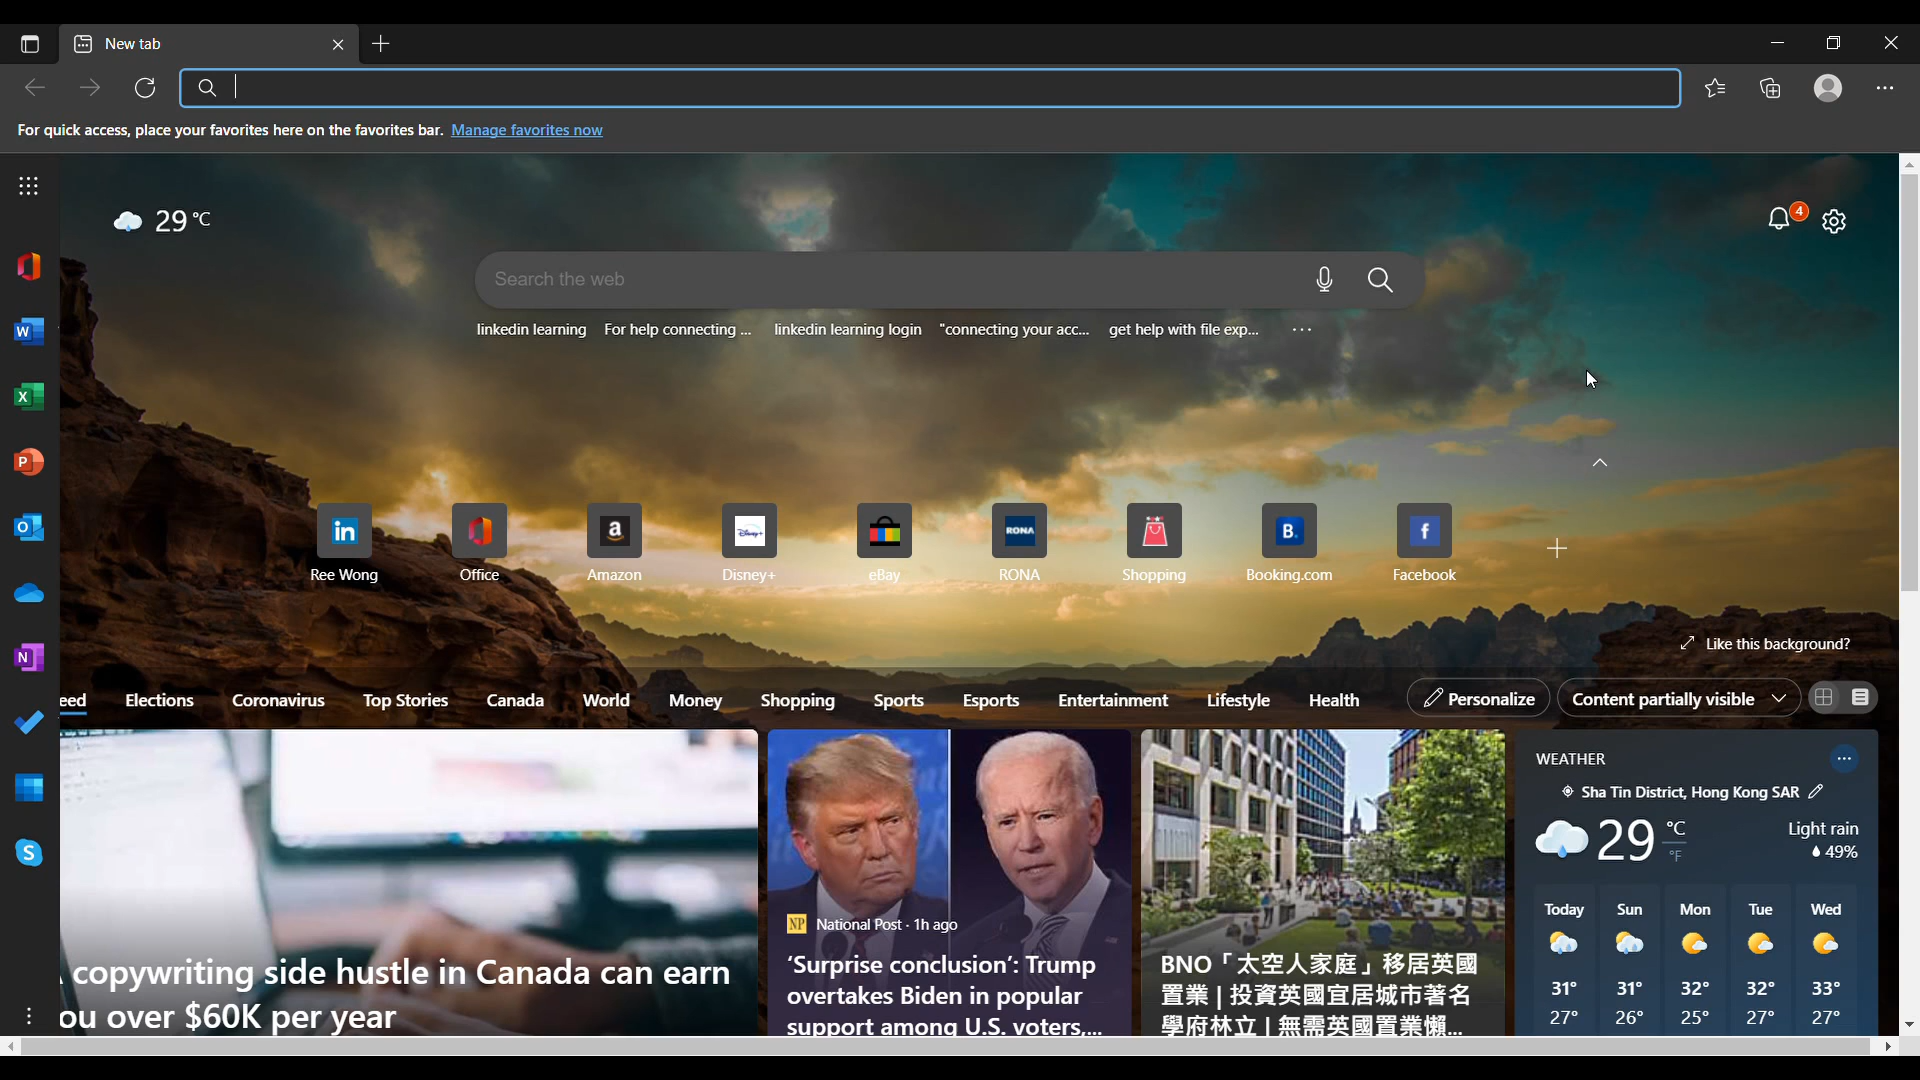 New tab
For quick access, place your favorites here on the favorites bar. Manage favorites now
29 °C
4
Search the web
linkedin learning For help connecting ... linkedin learning login "connecting your acc... get help with file exp... ...
in a Disney+ RONA B. f
Ree Wong Office Amazon Disney+ eBay RONA Shopping Booking.com Facebook
Like this background?
eed Elections Coronavirus Top Stories Canada World Money Shopping Sports Esports Entertainment Lifestyle Health Personalize Content partially visible
copywriting side hustle in Canada can earn
ou over $60K per year
NP National Post · 1h ago
‘Surprise conclusion’: Trump
overtakes Biden in popular
support among U.S. voters,...
BNO「太空人家庭」移居英國
置業 | 投資英國宜居城市著名
學府林立 | 無需英國置業懶...
WEATHER
Sha Tin District, Hong Kong SAR
29 °C
°F
Light rain
49%
Today Sun Mon Tue Wed
31° 31° 32° 32° 33°
27° 26° 25° 27° 27°
W
X
P
O
N
S